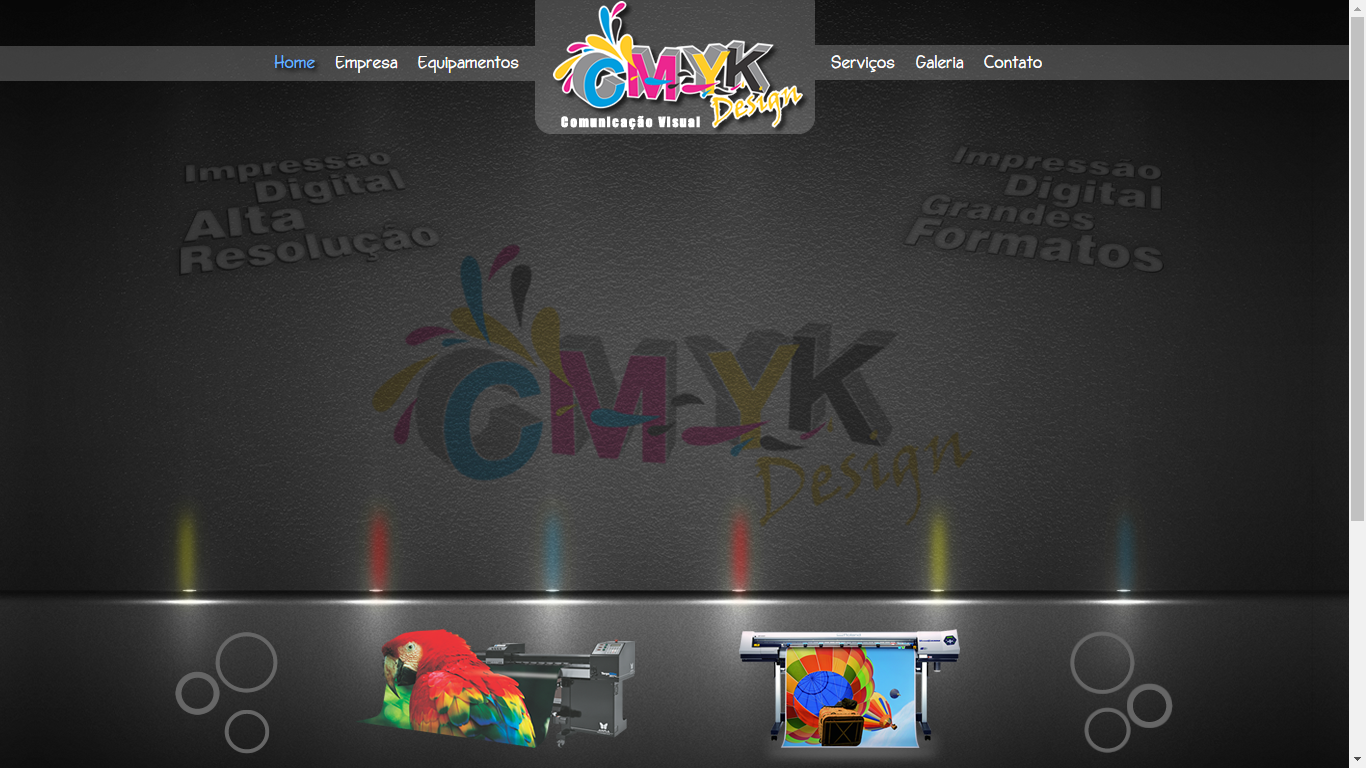 Home Empresa Equipamentos
CMYK
Design
Comunicação Visual
Serviços Galeria Contato
Impressão
Digital
Alta
Resolução
Impressão
Digital
Grandes
Formatos
CMYK
Design